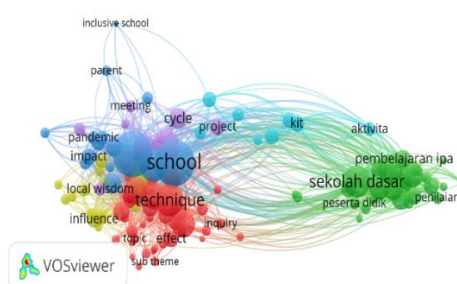 inclusive school
parent
meeting
cycle
project
kit
aktivita
pandemic
impact
school
pembelajaran ipa
sekolah dasar
local wisdom
technique
peserta didik
penilaian
influence
inquiry
topic
effect
sub theme
VOSviewer